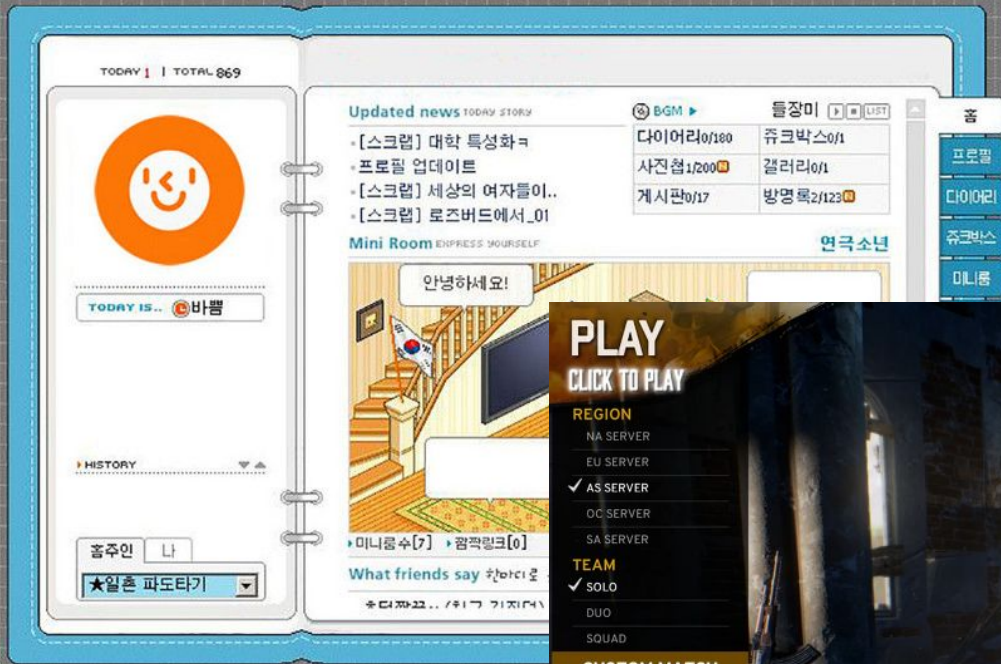 TODAY 1 | TOTAL 869
TODAY IS.. 바쁨
HISTORY
홈주인 나
★일촌 파도타기
Updated news TODAY STORY
[스크랩] 대학 특성화ㅋ
프로필 업데이트
[스크랩] 세상의 여자들이..
[스크랩] 로즈버드에서_01
BGM 들장미 LIST
다이어리0/180 쥬크박스0/1
사진첩1/200N 갤러리0/1
게시판0/17 방명록2/123N
Mini Room EXPRESS YOURSELF 연극소년
안녕하세요!
미니룸수[7] 깜짝링크[0]
What friends say 한마디로
홈
프로필
다이어리
쥬크박스
미니룸
PLAY
CLICK TO PLAY
REGION
NA SERVER
EU SERVER
AS SERVER
OC SERVER
SA SERVER
TEAM
SOLO
DUO
SQUAD
CUSTOM MATCH